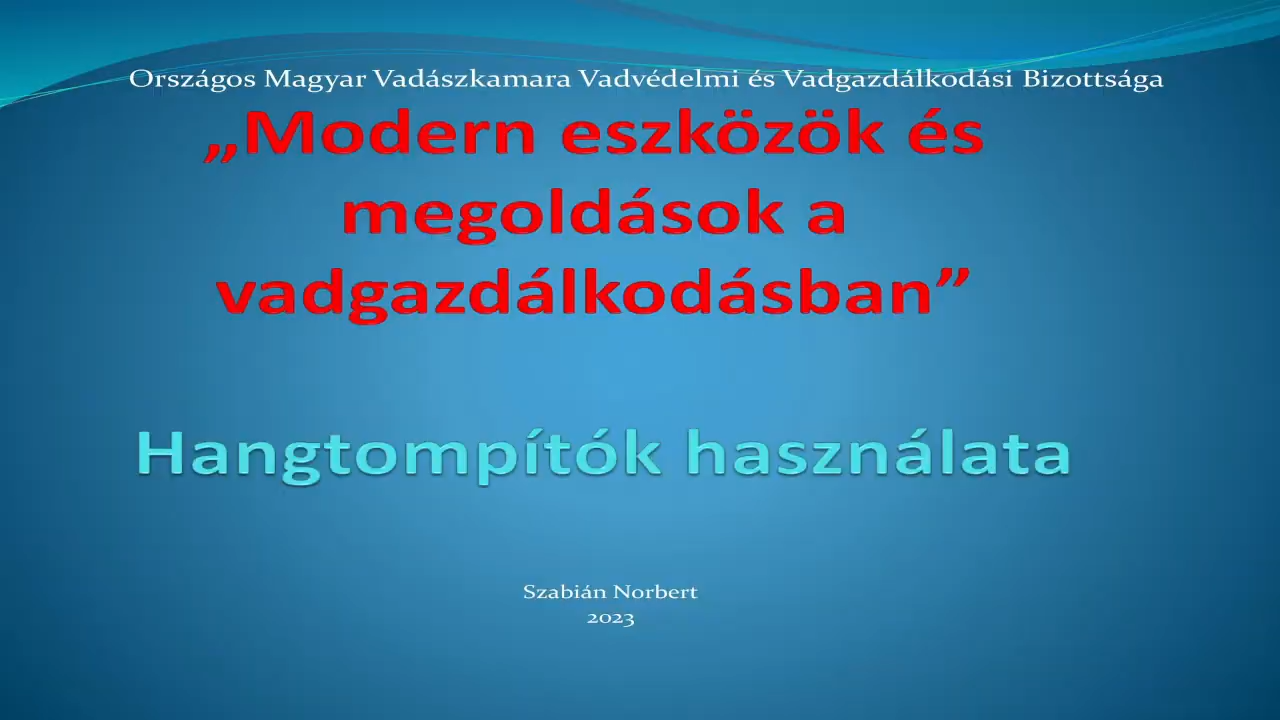 Országos Magyar Vadászkamara Vadvédelmi és Vadgazdálkodási Bizottsága
„Modern eszközök és
megoldások a
vadgazdálkodásban”
Hangtompítók használata
Szabián Norbert
2023